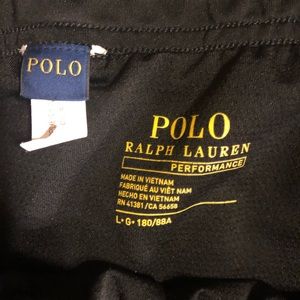 POLO
POLO
RALPH LAUREN
PERFORMANCE
MADE IN VIETNAM
FABRIQUÉ AU VIÊT NAM
HECHO EN VIETNAM
RN 41381 /CA 56658
L•G•180/88A